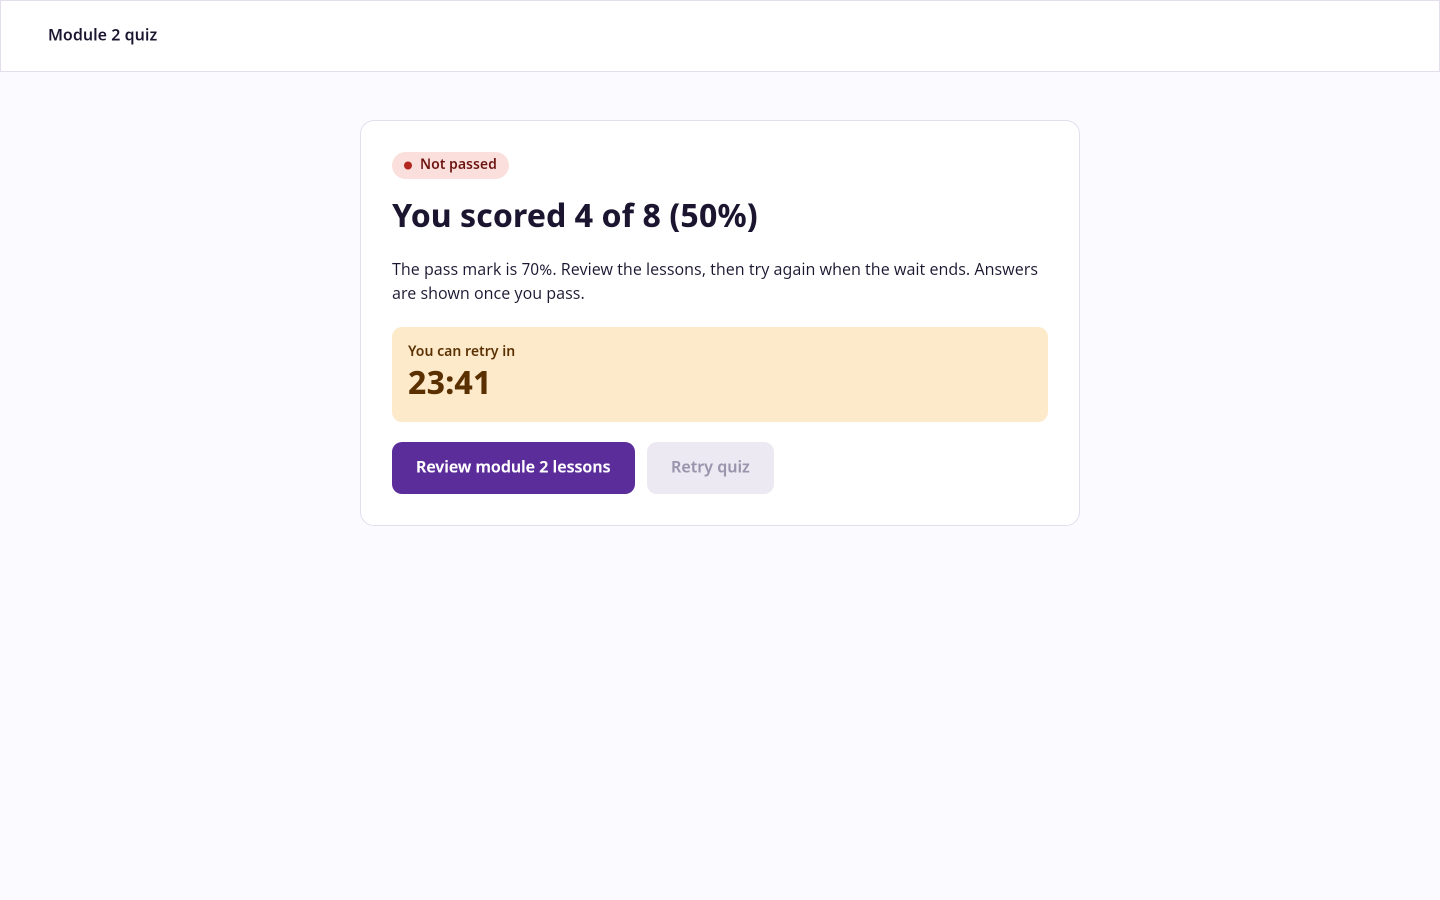 Module 2 quiz
Not passed
You scored 4 of 8 (50%)
The pass mark is 70%. Review the lessons, then try again when the wait ends. Answers
are shown once you pass.
You can retry in
23:41
Review module 2 lessons
Retry quiz